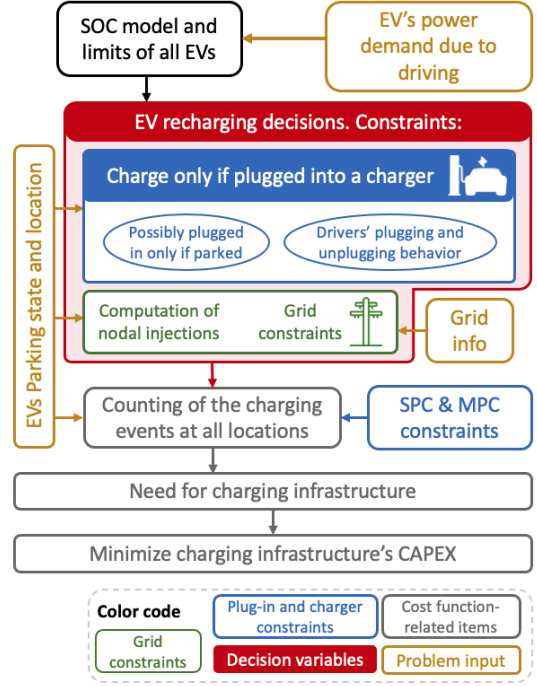 SOC model and
limits of all EVs
EV's power
demand due to
driving
EV recharging decisions. Constraints:
EVs Parking state and location
Charge only if plugged into a charger
Possibly plugged
in only if parked
Drivers' plugging and
unplugging behavior
Computation of
nodal injections
Grid
constraints
Grid
info
Counting of the charging
events at all locations
SPC & MPC
constraints
Need for charging infrastructure
Minimize charging infrastructure's CAPEX
Color code
Plug-in and charger
constraints
Cost function-
related items
Grid
constraints
Decision variables
Problem input